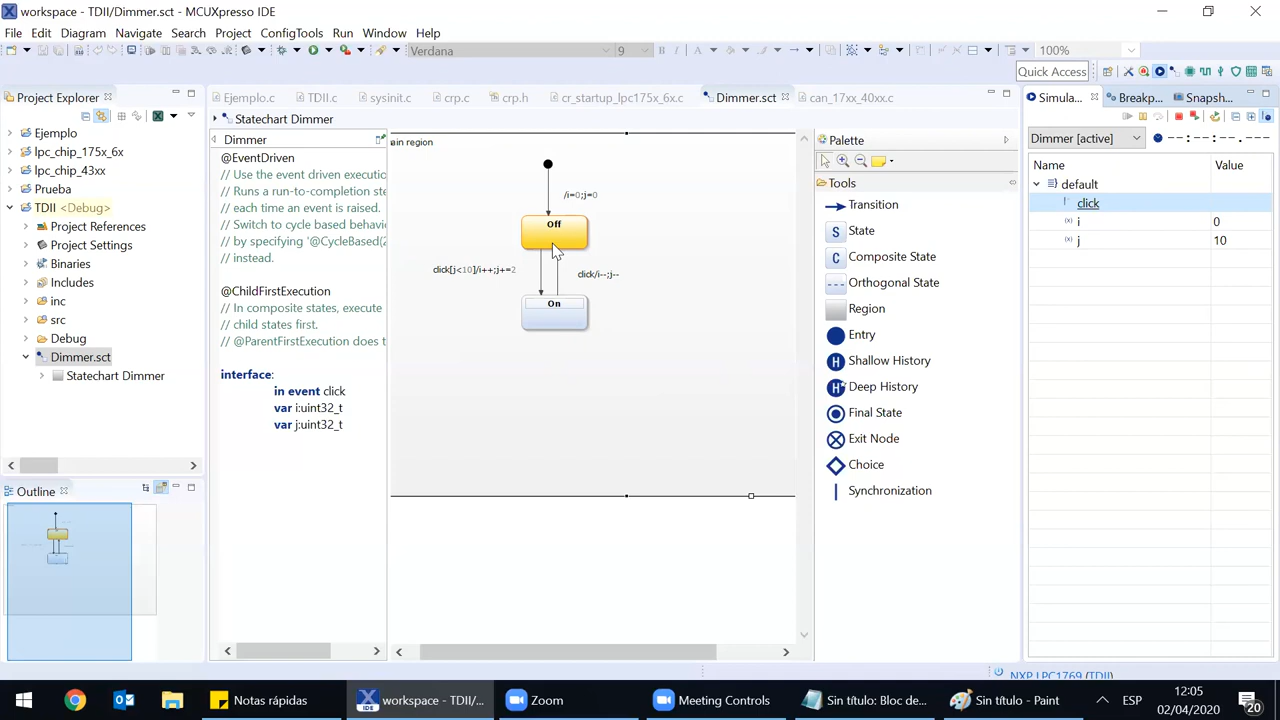 workspace - TDII/Dimmer.sct - MCUXpresso IDE
File Edit Diagram Navigate Search Project ConfigTools Run Window Help
Verdana 9 B I A 100%
Quick Access
Project Explorer
Ejemplo
lpc_chip_175x_6x
lpc_chip_43xx
Prueba
TDII <Debug>
Project References
Project Settings
Binaries
Includes
inc
src
Debug
Dimmer.sct
Statechart Dimmer
Outline
Ejemplo.c TDII.c sysinit.c crp.c crp.h cr_startup_lpc175x_6x.c Dimmer.sct can_17xx_40xx.c
Statechart Dimmer
Dimmer
@EventDriven
// Use the event driven executio
// Runs a run-to-completion ste
each time an event is raised.
// Switch to cycle based behavi
by specifying '@CycleBased(2
instead.
@ChildFirstExecution
// In composite states, execute
child states first.
// @ParentFirstExecution does t
interface:
in event click
var i:uint32_t
var j:uint32_t
ain region
/i=0;j=0
Off
click[j<10]/i++;j+=2
click/i--;j--
On
Palette
Tools
Transition
S State
C Composite State
Orthogonal State
Region
Entry
H Shallow History
H* Deep History
Final State
Exit Node
Choice
Synchronization
Simula... Breakp... Snapsh...
Dimmer [active] --:--:--.---
Name Value
default
click
(x) i 0
(x) j 10
NXP LPC1769 (TDII)
Chrome
Notas rápidas
IDE workspace - TDII/...
Zoom
Meeting Controls
Sin título: Bloc de...
Sin título - Paint
ESP
12:05
02/04/2020
20